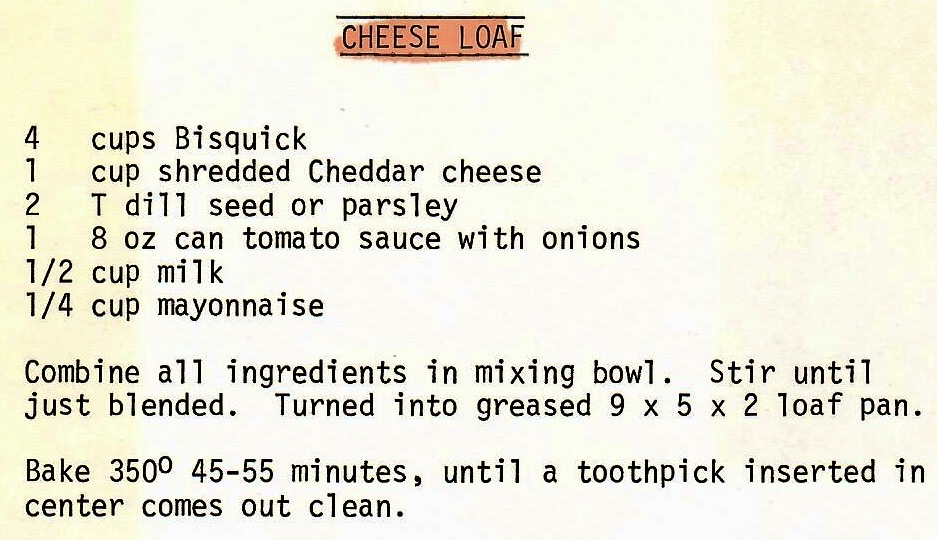 CHEESE LOAF
4 cups Bisquick
1 cup shredded Cheddar cheese
2 T dill seed or parsley
1 8 oz can tomato sauce with onions
1/2 cup milk
1/4 cup mayonnaise
Combine all ingredients in mixing bowl. Stir until
just blended. Turned into greased 9 x 5 x 2 loaf pan.
Bake 350º 45-55 minutes, until a toothpick inserted in
center comes out clean.